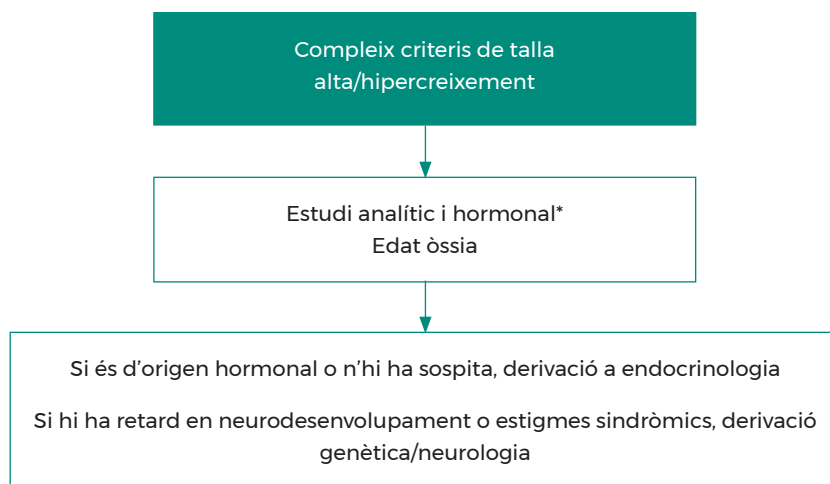 Compleix criteris de talla
alta/hipercreixement
Estudi analític i hormonal*
Edat òssia
Si és d’origen hormonal o n’hi ha sospita, derivació a endocrinologia
Si hi ha retard en neurodesenvolupament o estigmes sindròmics, derivació
genètica/neurologia